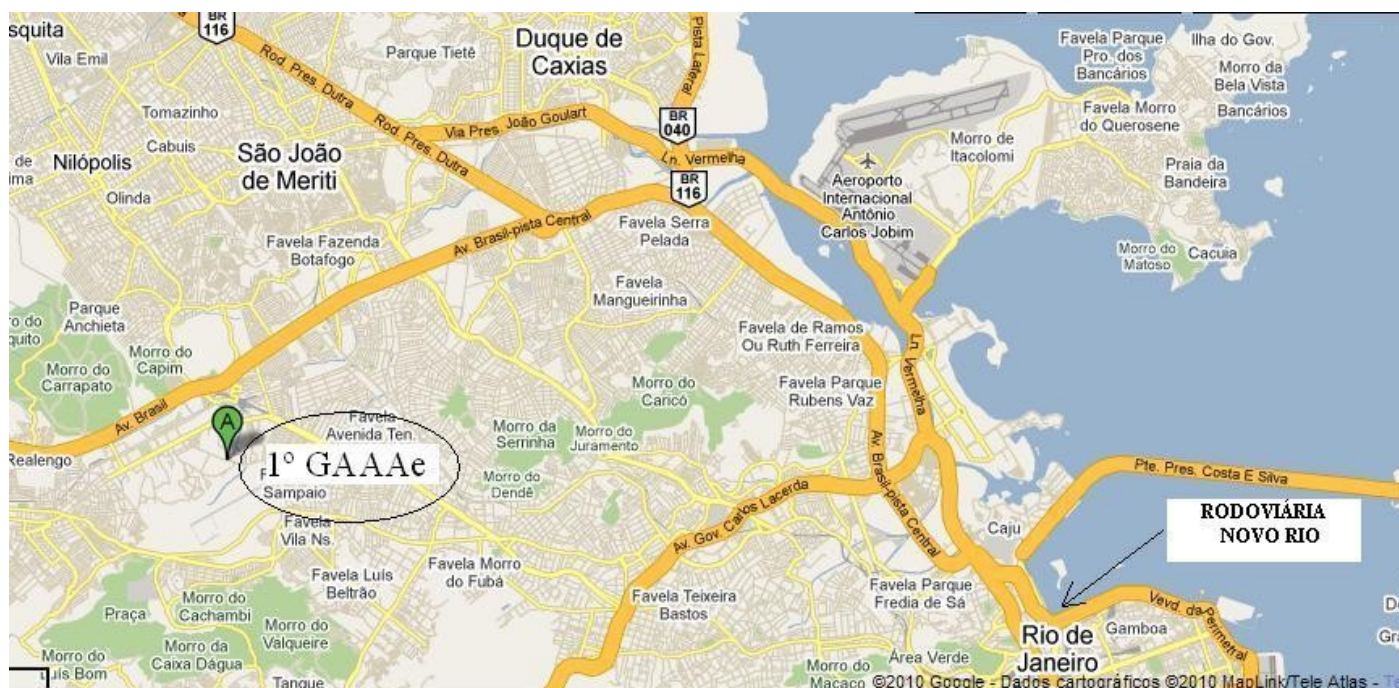 squita
Vila Emil
BR
116
Parque Tietê
Duque de
Caxias
Pista Lateral
Favela Parque
Pro. dos
Bancários
Ilha do Gov.
Morro da
Bela Vista
Bancários
Rod. Pres. Dutra
Tomazinho
Cabuis
Via Pres. João Goulart
BR
040
Ln. Vermelha
Favela Morro
do Querosene
Morro de
Itacolomi
de
Nilópolis
São João
de Meriti
Rod. Pres. Dutra
BR
116
Aeroporto
Internacional
Antônio
Carlos Jobim
Praia da
Bandeira
Olinda
Favela Fazenda
Botafogo
Av. Brasil-pista Central
Favela Serra
Pelada
Morro do
Matoso
Cacuia
Parque
Anchieta
Favela
Mangueirinha
Morro do
Capim
Morro do
Carrapato
Favela de Ramos
Ou Ruth Ferreira
Ln. Vermelha
Av. Brasil
Morro do
Caricó
Favela Parque
Rubens Vaz
A
Favela
Avenida Ten.
Morro da
Serrinha
Morro do
Juramento
Realengo
1º GAAAe
Sampaio
Morro do
Dendê
Av. Brasil-pista Central
Pte. Pres. Costa E Silva
Av. Gov. Carlos Lacerda
Favela
Vila Ns.
Caju
RODOVIÁRIA
NOVO RIO
Favela Luís
Beltrão
Favela Morro
do Fubá
Favela Teixeira
Bastos
Favela Parque
Fredia de Sá
Praça
Morro do
Cachambi
Morro do
Valqueire
Vevd. da Perimetral
Gamboa
Rio de
Janeiro
Morro da
Caixa Dágua
Morro do
Luís Bom
Tanque
Área Verde
Morro do
Macaco
©2010 Google - Dados cartográficos ©2010 MapLink/Tele Atlas -